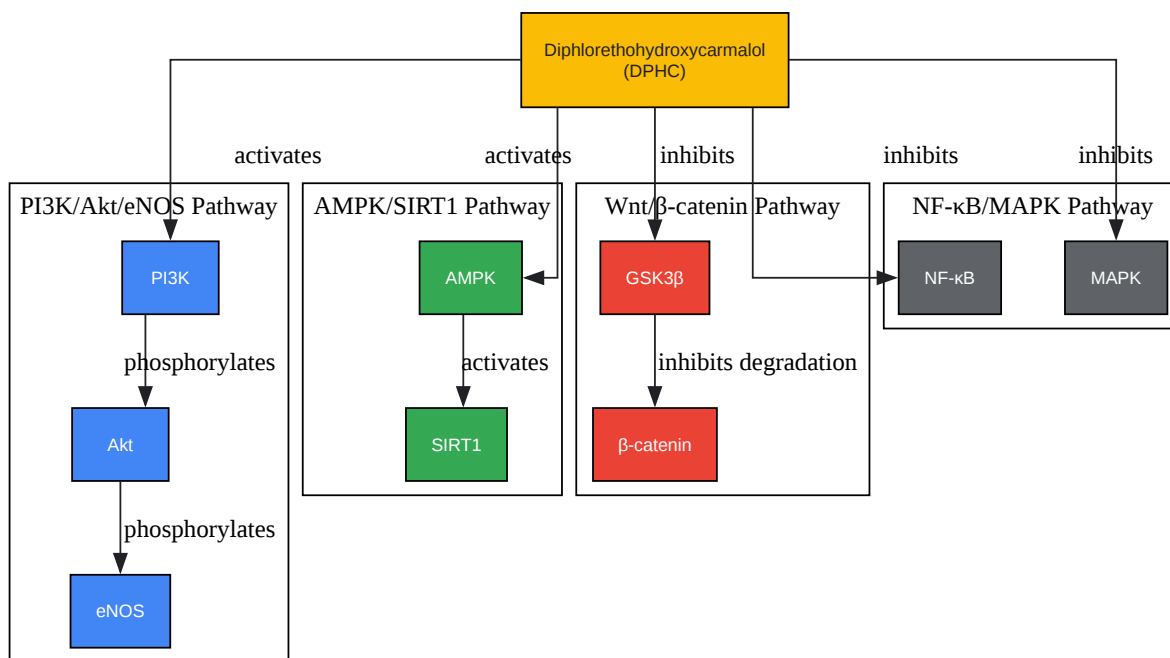 Diphlorethohydroxycarmalol
(DPHC)
activates
activates
inhibits
inhibits
inhibits
PI3K/Akt/eNOS Pathway
AMPK/SIRT1 Pathway
Wnt/β-catenin Pathway
NF-κB/MAPK Pathway
PI3K
AMPK
GSK3β
NF-κB
MAPK
phosphorylates
activates
inhibits degradation
Akt
SIRT1
β-catenin
phosphorylates
eNOS